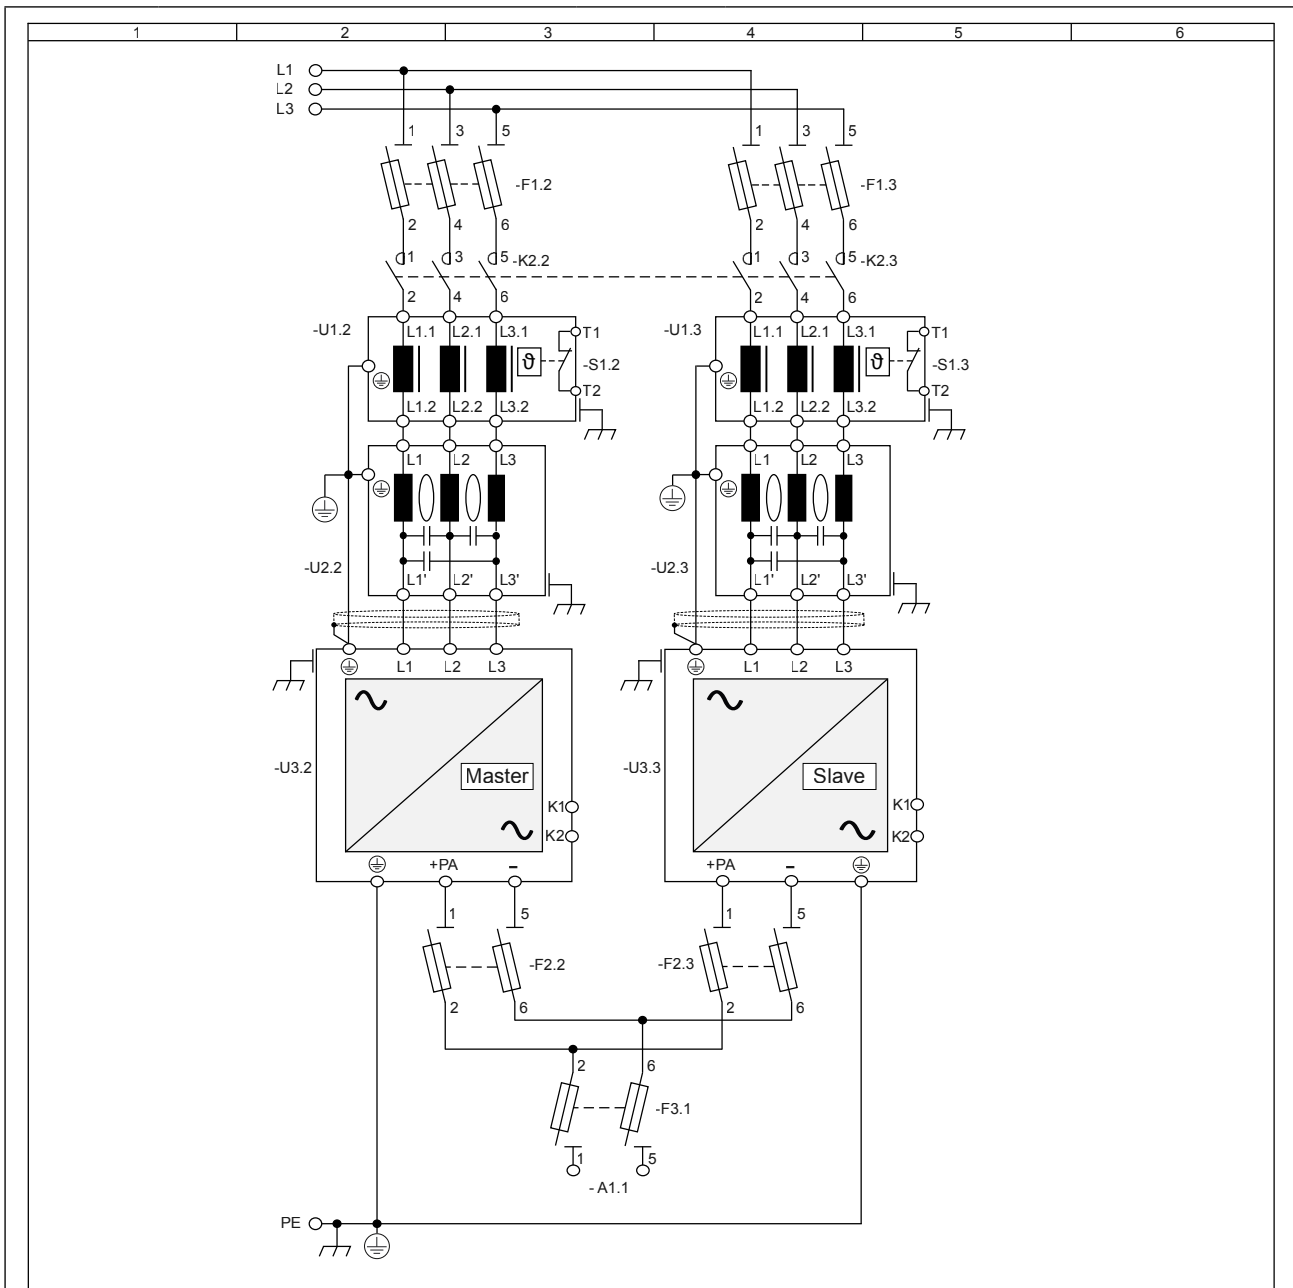 1 2 3 4 5 6
L1
L2
L3
1 3 5 1 3 5
-F1.2 -F1.3
2 4 6 2 4 6
1 3 5 -K2.2 1 3 5 -K2.3
2 4 6 2 4 6
-U1.2 L1.1 L2.1 L3.1 T1 -U1.3 L1.1 L2.1 L3.1 T1
ϑ -S1.2 ϑ -S1.3
T2 T2
L1.2 L2.2 L3.2 L1.2 L2.2 L3.2
L1 L2 L3 L1 L2 L3
-U2.2 -U2.3
L1' L2' L3' L1' L2' L3'
L1 L2 L3 L1 L2 L3
-U3.2 Master -U3.3 Slave
K1 K1
K2 K2
+PA – +PA –
1 5 1 5
-F2.2 -F2.3
2 6 2 6
2 6
-F3.1
1 5
- A1.1
PE